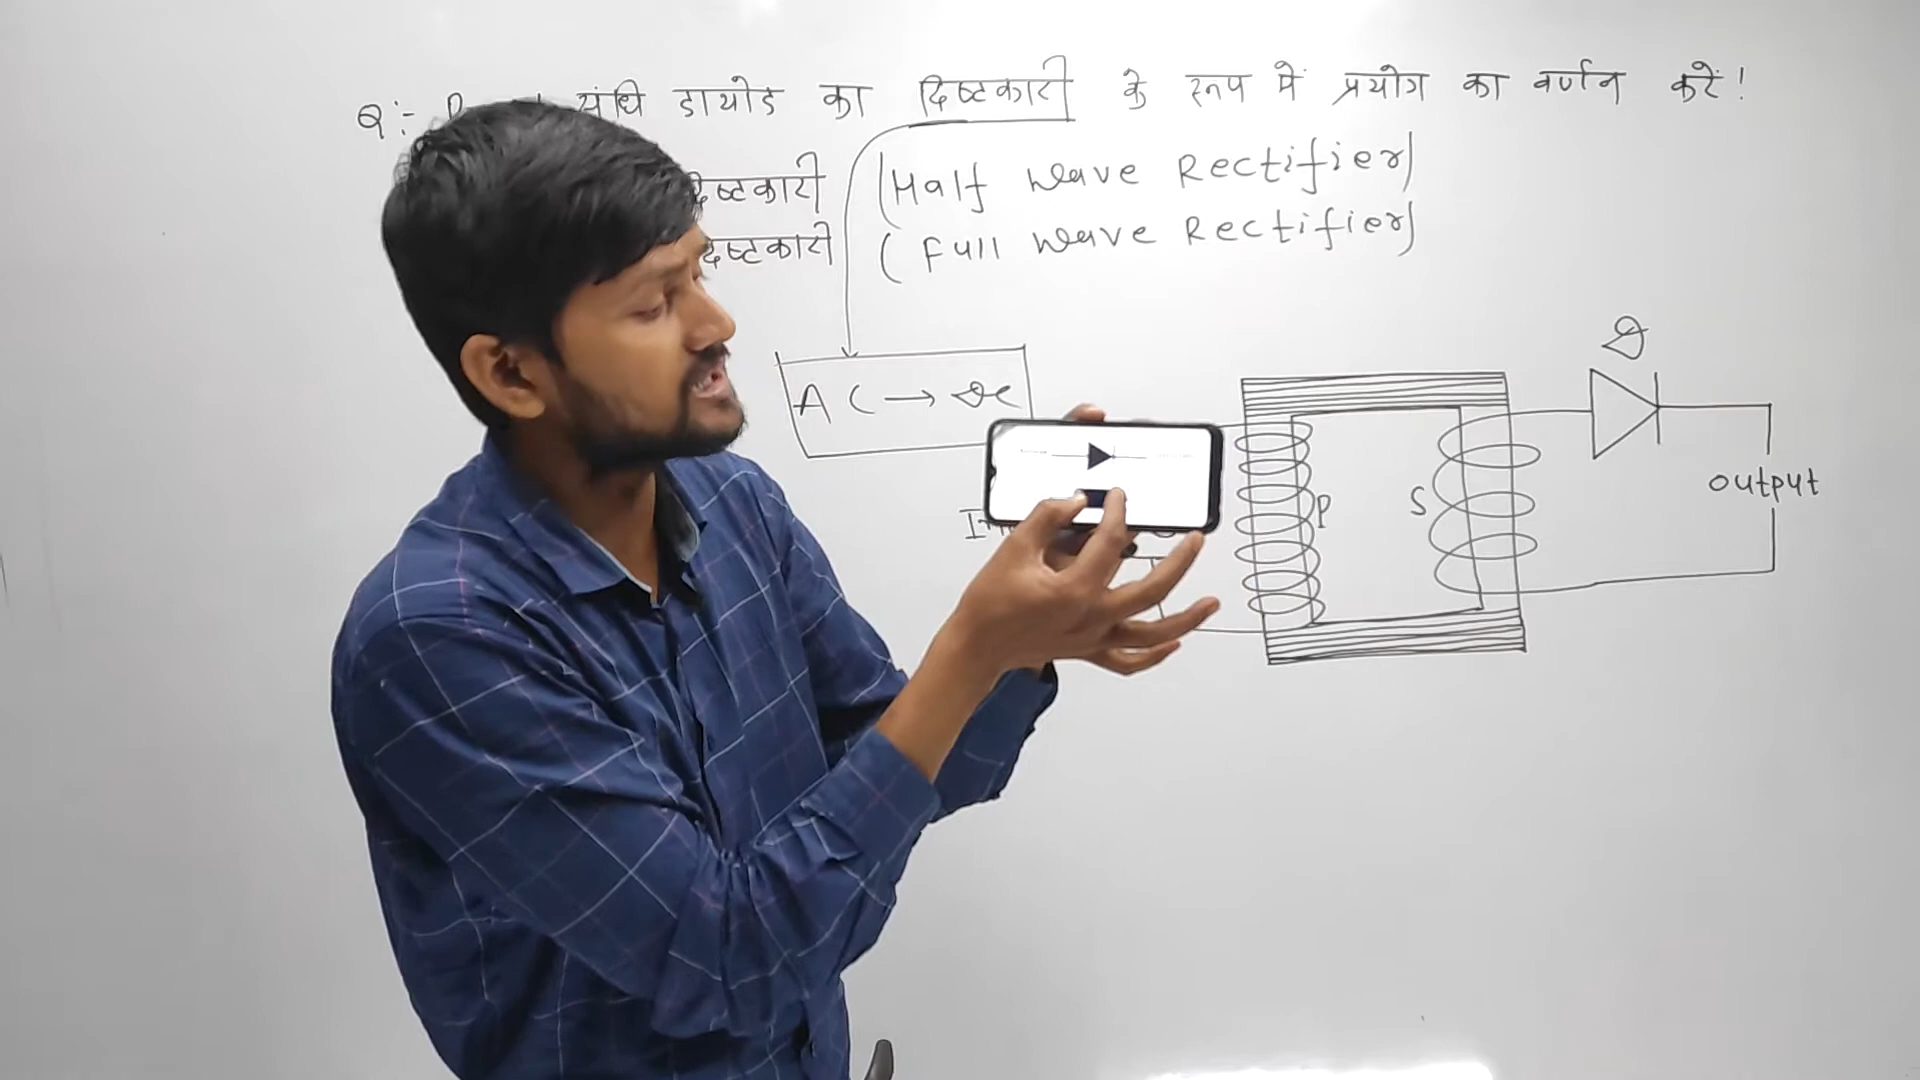 Q:- संधि डायोड का दिष्टकारी के रूप में प्रयोग का वर्णन करें!
दिष्टकारी (Half Wave Rectifier)
दिष्टकारी (Full Wave Rectifier)
AC → DC
D
P
S
output